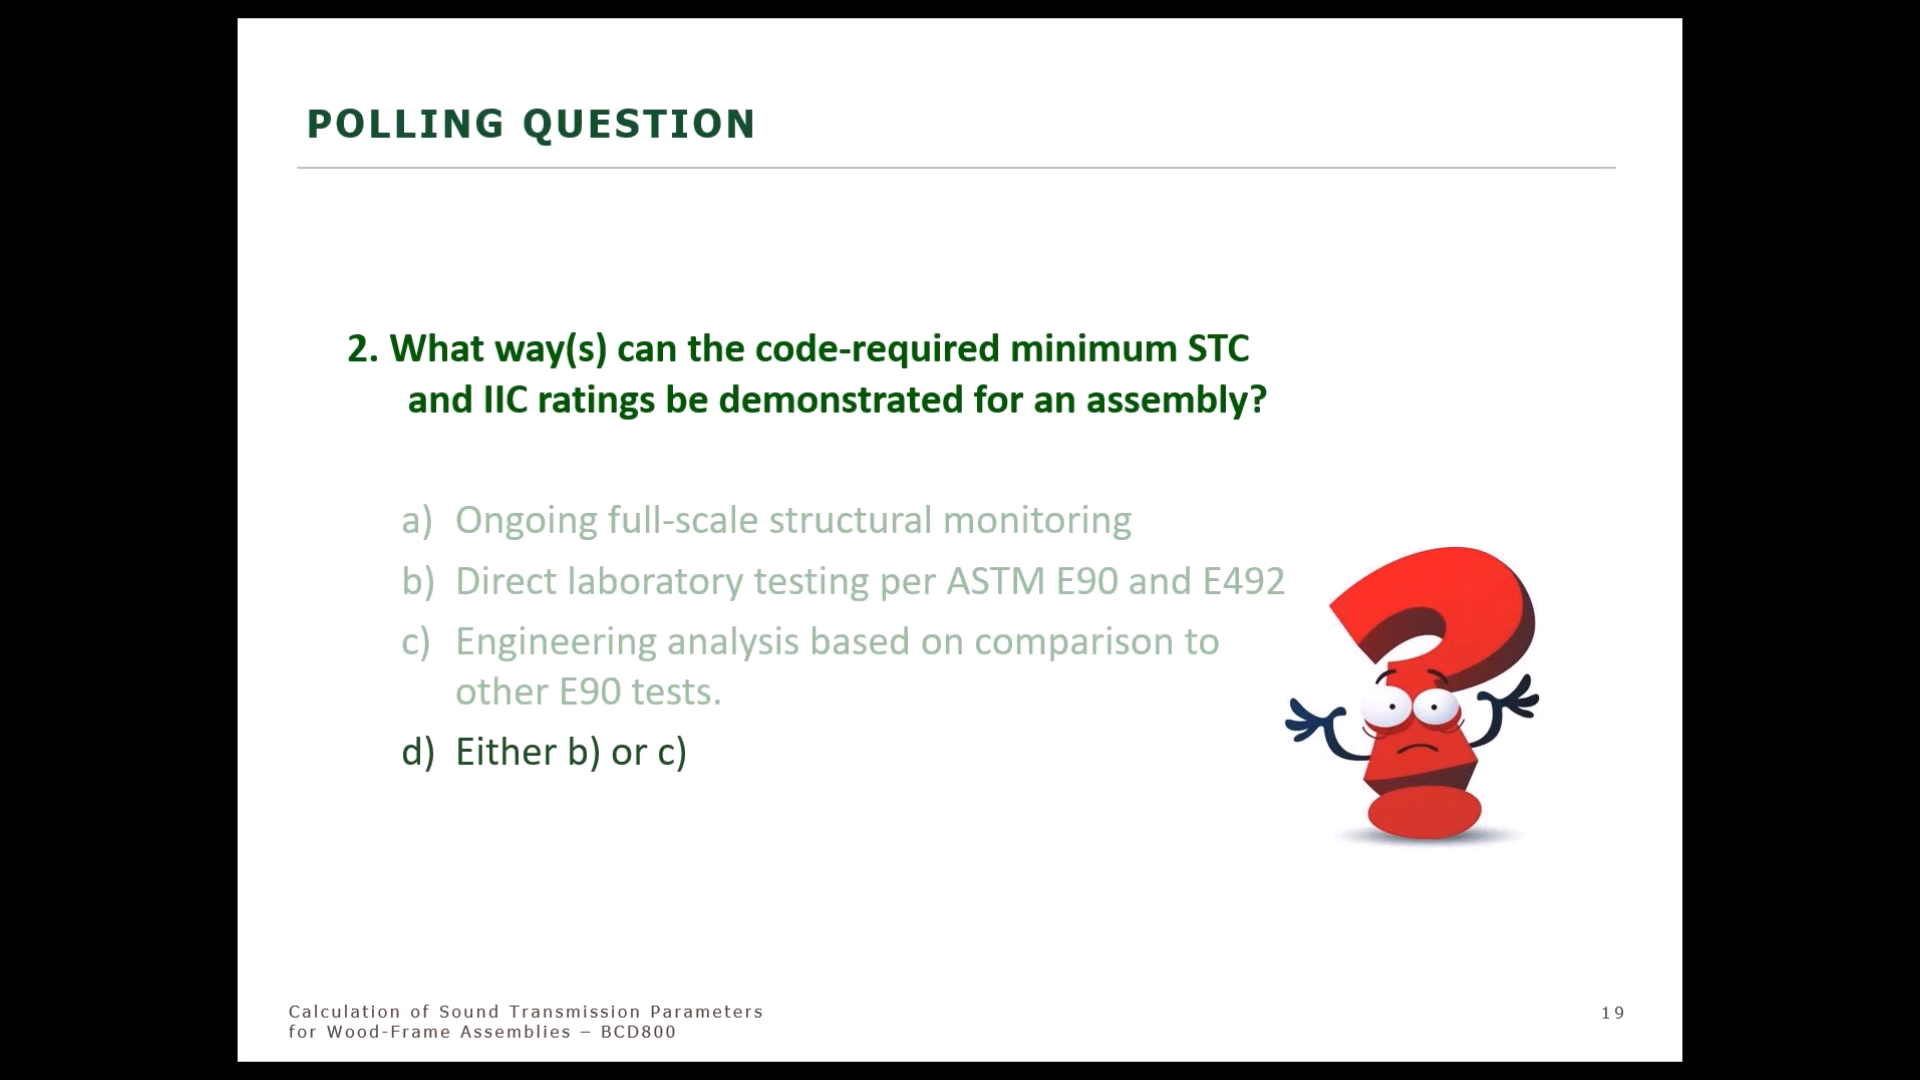 POLLING QUESTION
2. What way(s) can the code-required minimum STC
and IIC ratings be demonstrated for an assembly?
a) Ongoing full-scale structural monitoring
b) Direct laboratory testing per ASTM E90 and E492
c) Engineering analysis based on comparison to
other E90 tests.
d) Either b) or c)
Calculation of Sound Transmission Parameters
for Wood-Frame Assemblies – BCD800
19